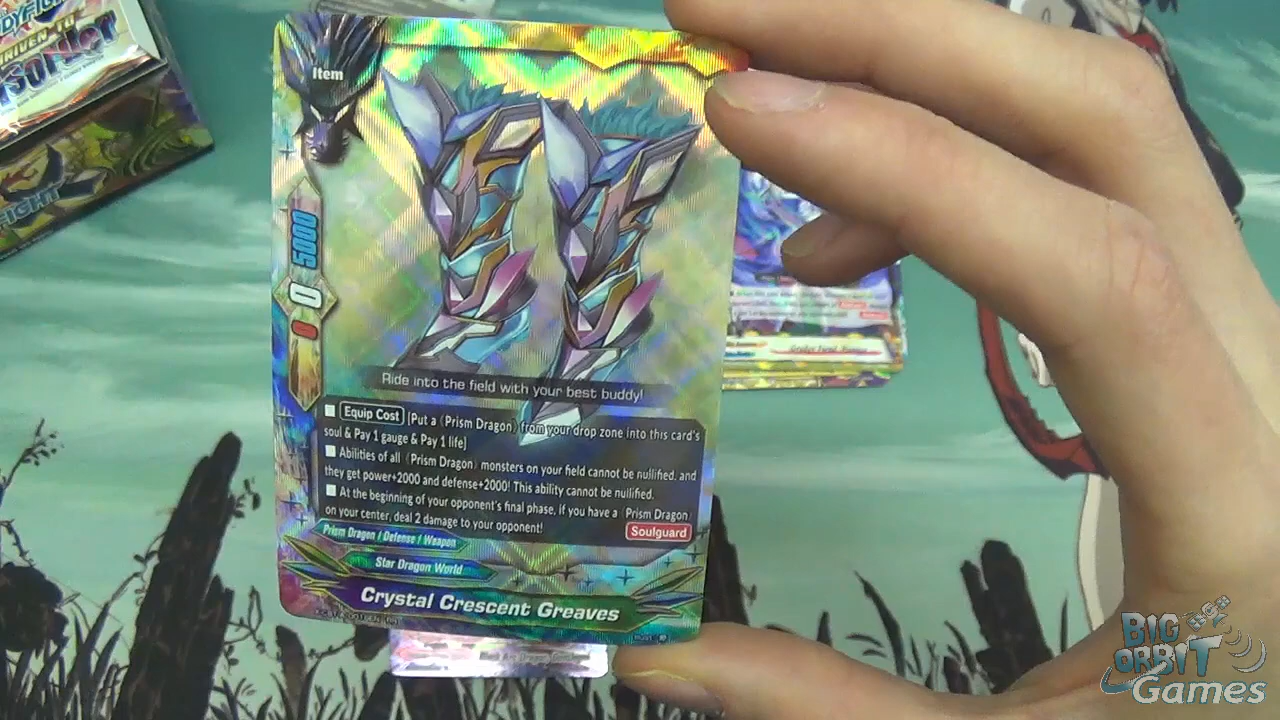 Item
5000
0
0
Ride into the field with your best buddy!
■ Equip Cost [Put a《Prism Dragon》from your drop zone into this card's
soul & Pay 1 gauge & Pay 1 life]
■ Abilities of all《Prism Dragon》monsters on your field cannot be nullified, and
they get power+2000 and defense+2000! This ability cannot be nullified.
■ At the beginning of your opponent's final phase, if you have a《Prism Dragon》
on your center, deal 2 damage to your opponent!
Soulguard
Prism Dragon / Defense / Weapon
Star Dragon World
Crystal Crescent Greaves
FIGHT
BIG
ORBIT
Games